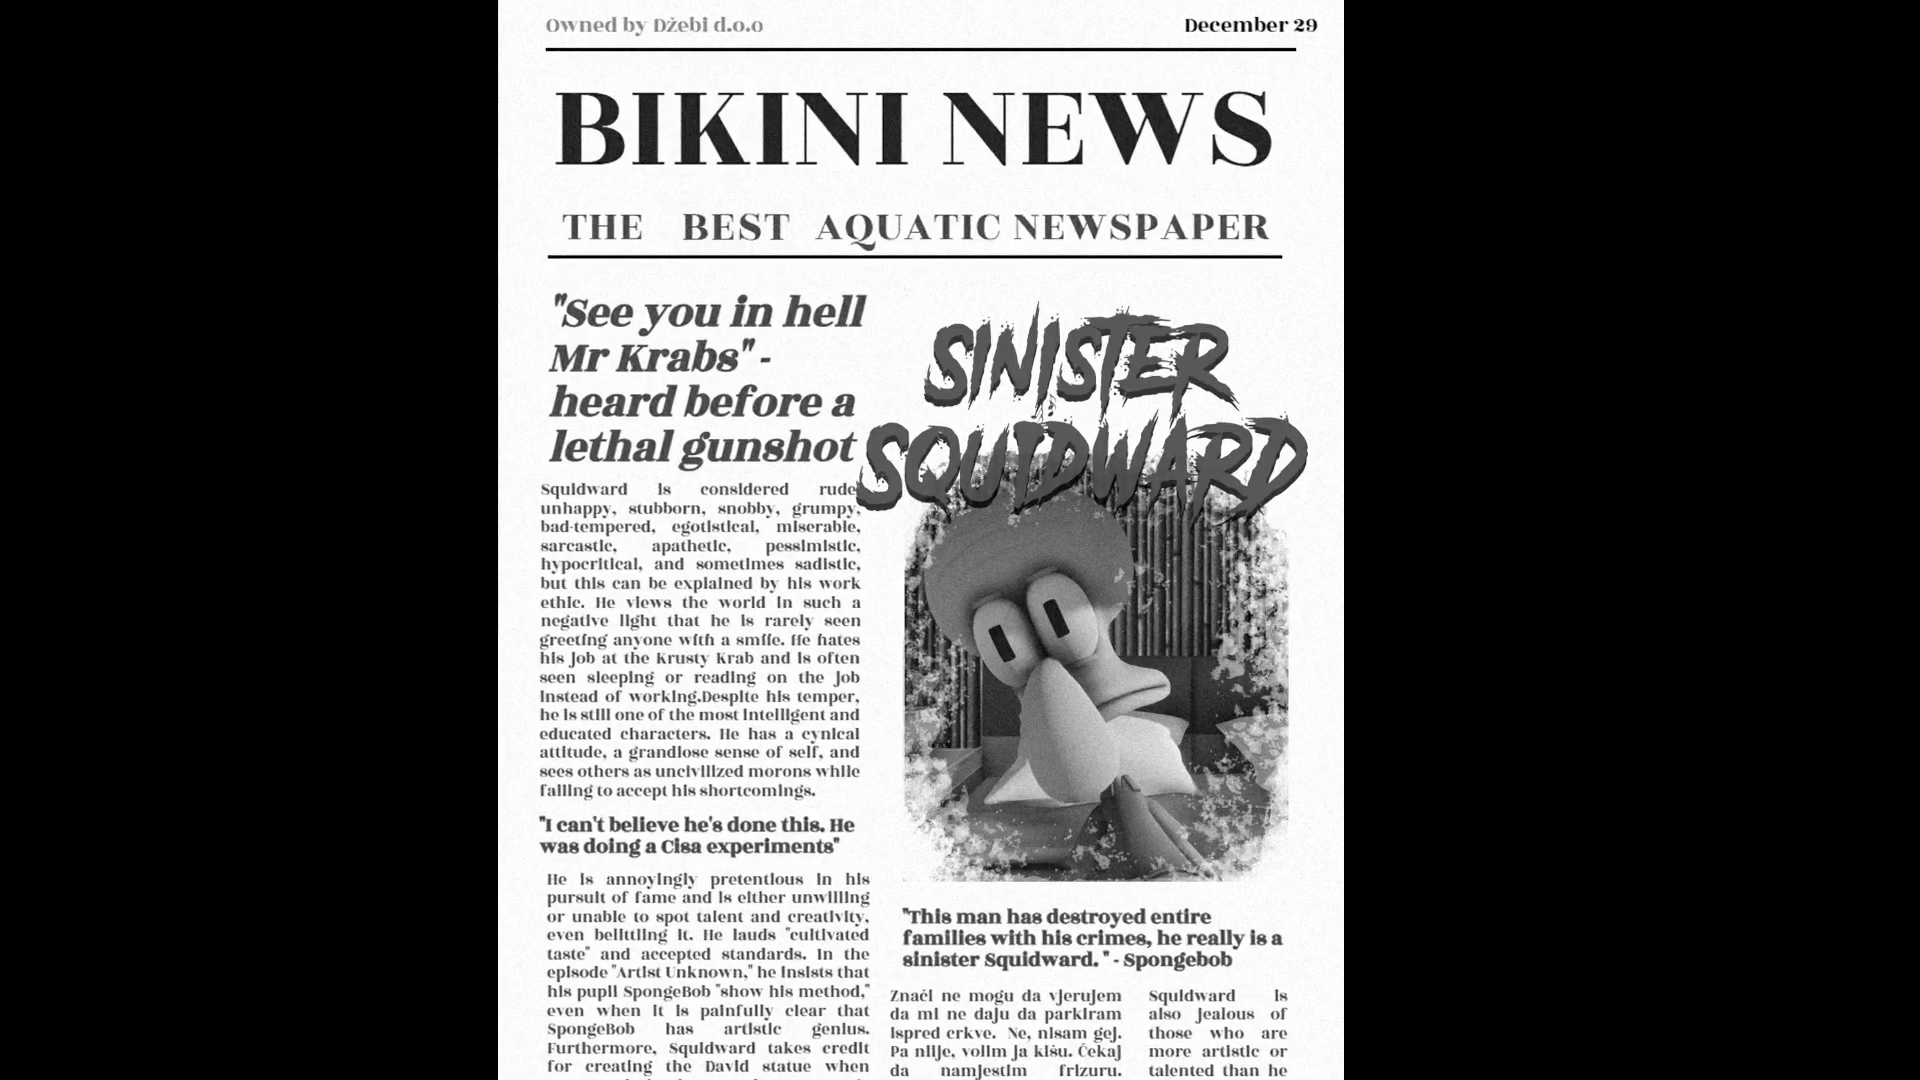 Owned by Džebi d.o.o
December 29
BIKINI NEWS
THE BEST AQUATIC NEWSPAPER
"See you in hell
Mr Krabs" -
heard before a
lethal gunshot
Squidward is considered rude,
unhappy, stubborn, snobby, grumpy,
bad-tempered, egotistical, miserable,
sarcastic, apathetic, pessimistic,
hypocritical, and sometimes sadistic,
but this can be explained by his work
ethic. He views the world in such a
negative light that he is rarely seen
greeting anyone with a smile. He hates
his job at the Krusty Krab and is often
seen sleeping or reading on the job
instead of working.Despite his temper,
he is still one of the most intelligent and
educated characters. He has a cynical
attitude, a grandiose sense of self, and
sees others as uncivilized morons while
failing to accept his shortcomings.
"I can't believe he's done this. He
was doing a Cisa experiments"
He is annoyingly pretentious in his
pursuit of fame and is either unwilling
or unable to spot talent and creativity,
even belittling it. He lauds "cultivated
taste" and accepted standards. In the
episode "Artist Unknown," he insists that
his pupil SpongeBob "show his method,"
even when it is painfully clear that
SpongeBob has artistic genius.
Furthermore, Squidward takes credit
for creating the David statue when
SINISTER
SQUIDWARD
"This man has destroyed entire
families with his crimes, he really is a
sinister Squidward. " - Spongebob
Znači ne mogu da vjerujem
da mi ne daju da parkiram
ispred crkve. Ne, nisam gej.
Pa nije, volim ja kišu. Čekaj
da namjestim frizuru.
Squidward is
also jealous of
those who are
more artistic or
talented than he